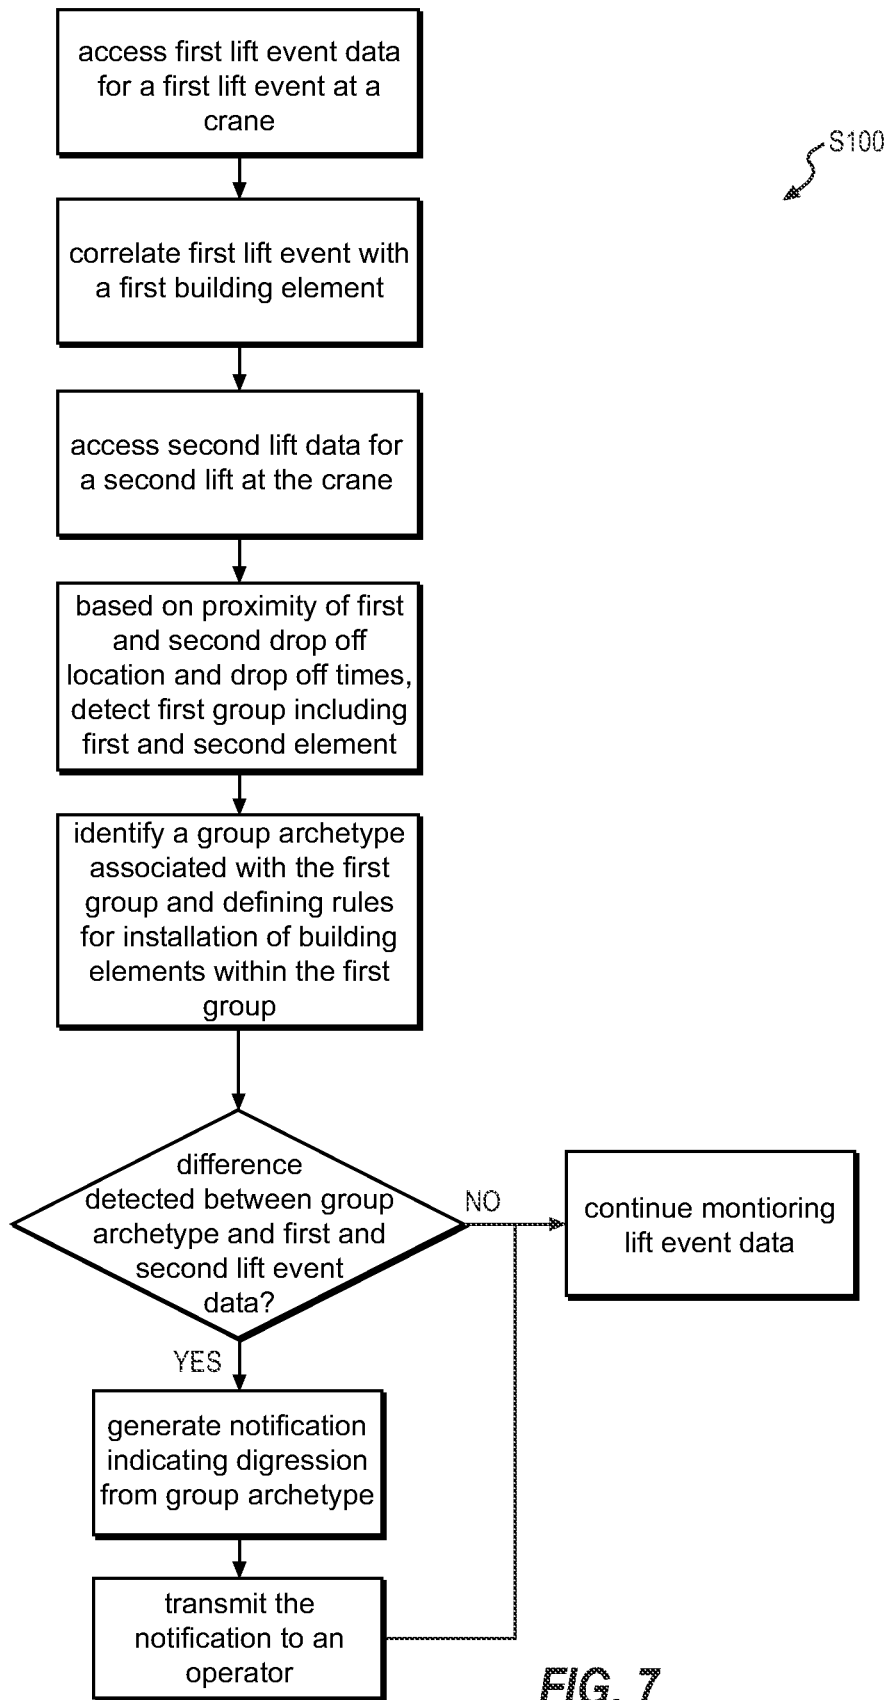 access first lift event data
for a first lift event at a
crane
S100
correlate first lift event with
a first building element
access second lift data for
a second lift at the crane
based on proximity of first
and second drop off
location and drop off times,
detect first group including
first and second element
identify a group archetype
associated with the first
group and defining rules
for installation of building
elements within the first
group
difference
detected between group
archetype and first and
second lift event
data?
NO
continue montioring
lift event data
YES
generate notification
indicating digression
from group archetype
transmit the
notification to an
operator
FIG. 7